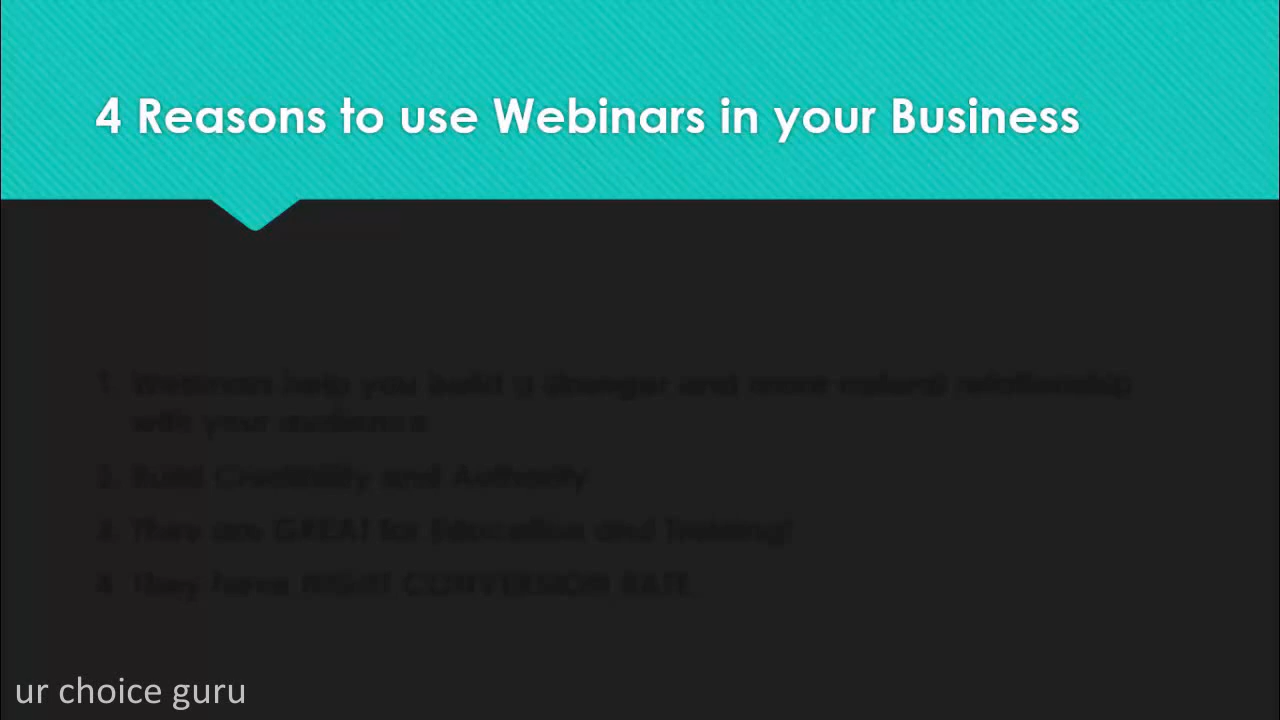 4 Reasons to use Webinars in your Business
1. Webinars help you build a stronger and more natural relationship
with your audience
2. Build Credibility and Authority
3. They are GREAT for Education and Training!
4. They have CONVERSION RATE
ur choice guru